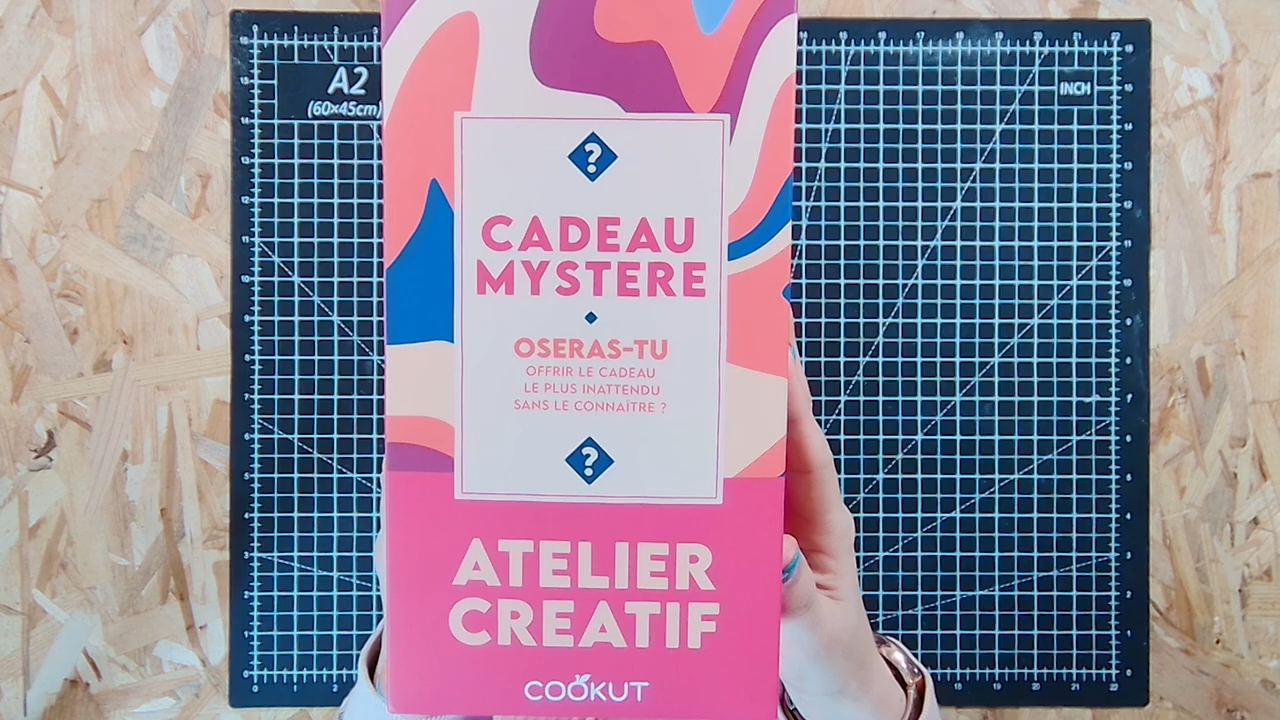 A2
(60x45cm)
INCH
?
CADEAU
MYSTERE
OSERAS-TU
OFFRIR LE CADEAU
LE PLUS INATTENDU
SANS LE CONNAÎTRE ?
?
ATELIER
CREATIF
COOKUT